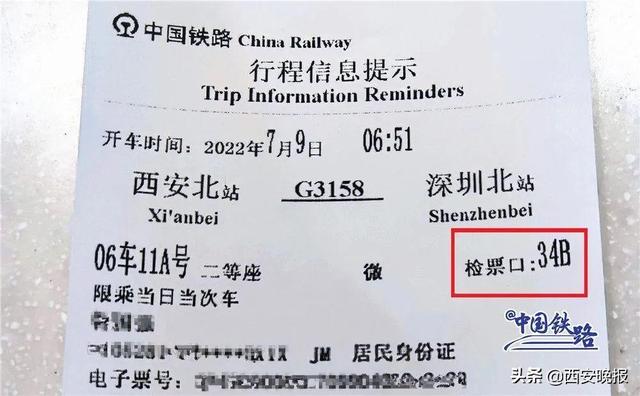 中国铁路 China Railway
行程信息提示
Trip Information Reminders
开车时间: 2022年7月9日 06:51
西安北站 G3158 深圳北站
Xi'anbei Shenzhenbei
06车11A号 二等座 微 检票口:34B
限乘当日当次车
JM 居民身份证
电子票号:
@中国铁路
头条 @西安晚报